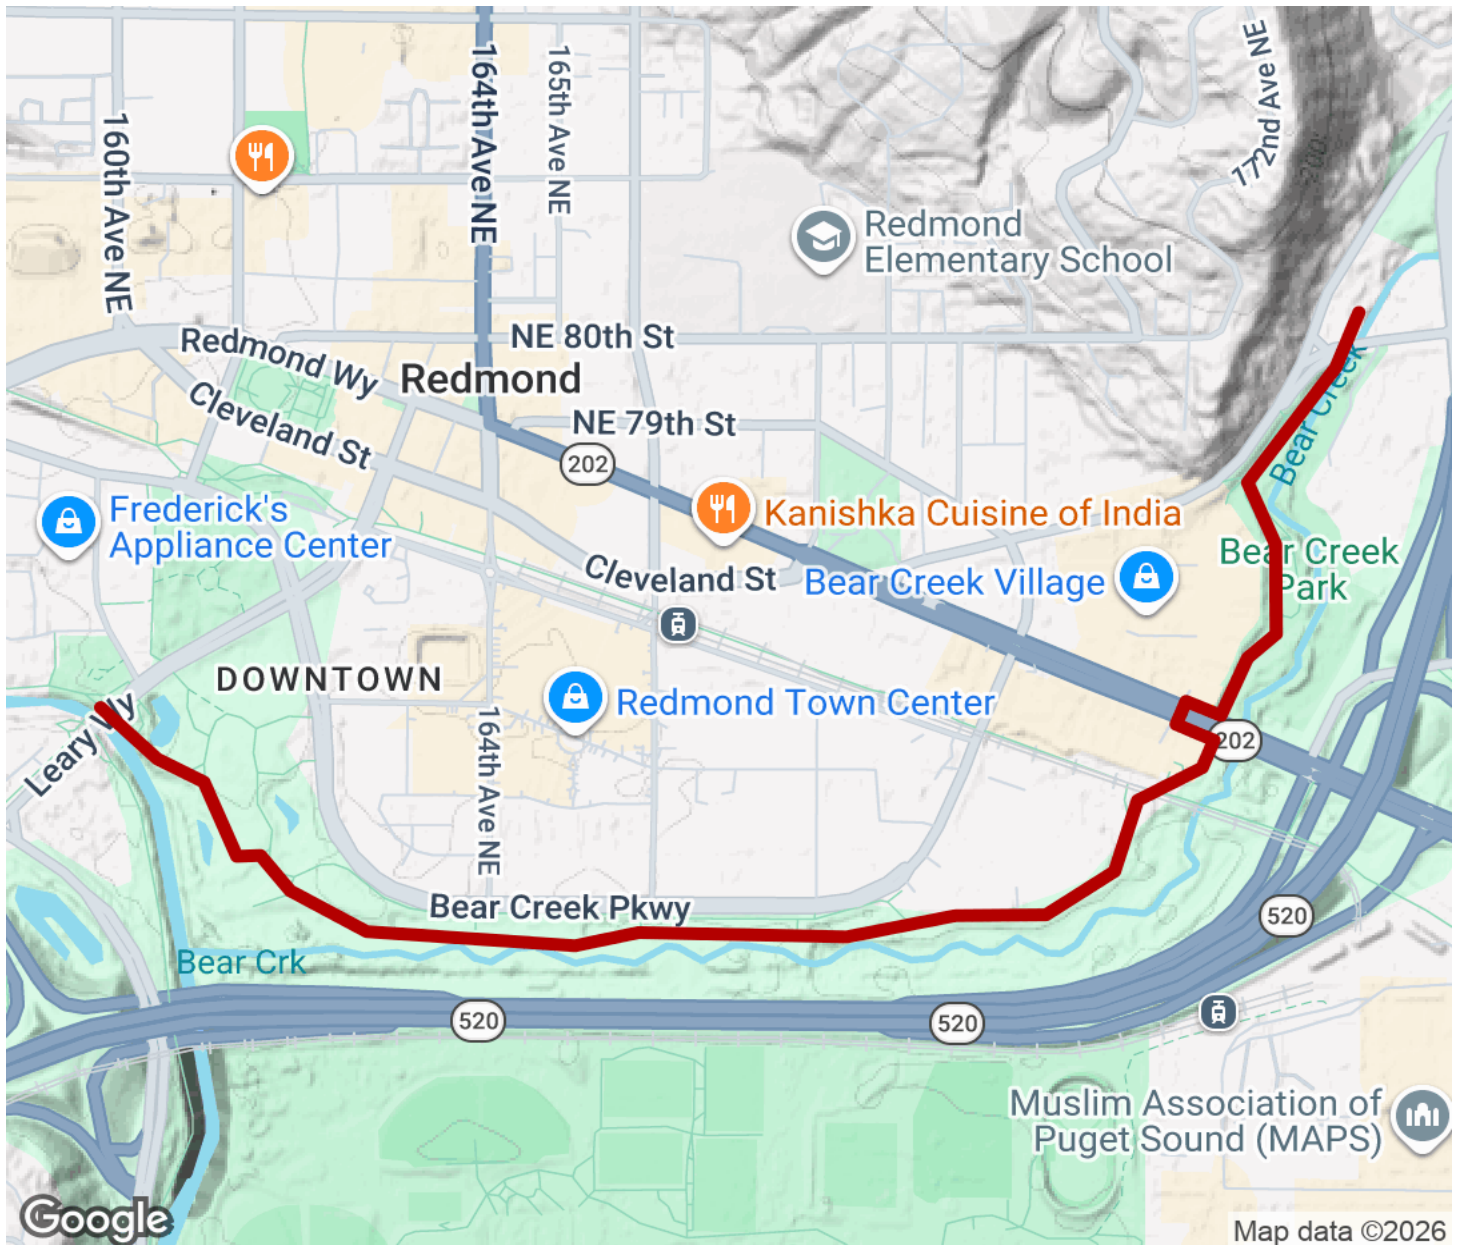 160th Ave NE
164th Ave NE
165th Ave NE
172nd Ave NE
200'
Redmond
Elementary School
NE 80th St
Redmond Wy
Redmond
Cleveland St
NE 79th St
202
Bear Creek
Frederick's
Appliance Center
Kanishka Cuisine of India
Cleveland St
Bear Creek Village
Bear Creek
Park
DOWNTOWN
Redmond Town Center
Leary Wy
164th Ave NE
202
Bear Creek Pkwy
520
Bear Crk
520
520
Muslim Association of
Puget Sound (MAPS)
Google
Map data ©2026